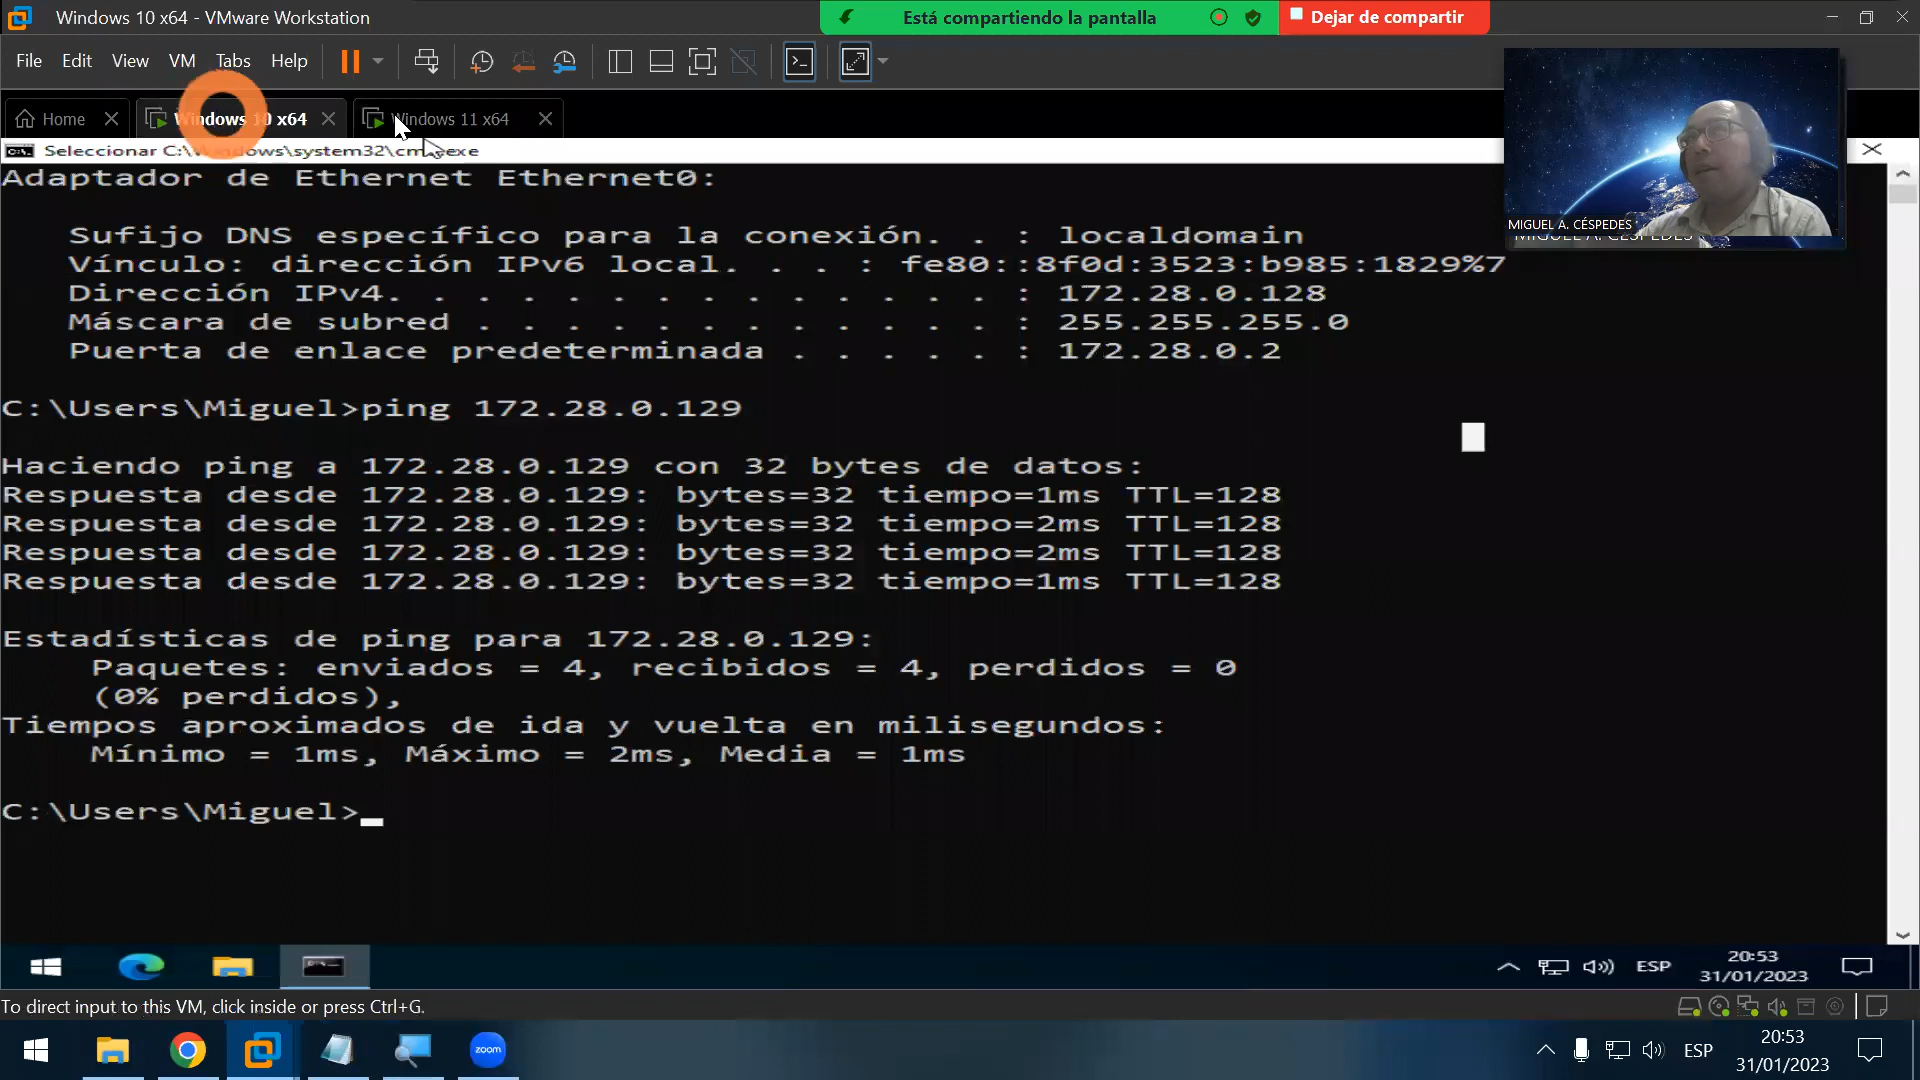 Windows 10 x64 - VMware Workstation
Está compartiendo la pantalla
Dejar de compartir
File Edit View VM Tabs Help
Home
Windows 10 x64
Windows 11 x64
Seleccionar C:\Windows\system32\cmd.exe
Adaptador de Ethernet Ethernet0:
Sufijo DNS específico para la conexión. . : localdomain
Vínculo: dirección IPv6 local. . . : fe80::8f0d:3523:b985:1829%7
Dirección IPv4. . . . . . . . . . . . . . : 172.28.0.128
Máscara de subred . . . . . . . . . . . . : 255.255.255.0
Puerta de enlace predeterminada . . . . . : 172.28.0.2
C:\Users\Miguel>ping 172.28.0.129
Haciendo ping a 172.28.0.129 con 32 bytes de datos:
Respuesta desde 172.28.0.129: bytes=32 tiempo=1ms TTL=128
Respuesta desde 172.28.0.129: bytes=32 tiempo=2ms TTL=128
Respuesta desde 172.28.0.129: bytes=32 tiempo=2ms TTL=128
Respuesta desde 172.28.0.129: bytes=32 tiempo=1ms TTL=128
Estadísticas de ping para 172.28.0.129:
Paquetes: enviados = 4, recibidos = 4, perdidos = 0
(0% perdidos),
Tiempos aproximados de ida y vuelta en milisegundos:
Mínimo = 1ms, Máximo = 2ms, Media = 1ms
C:\Users\Miguel>
MIGUEL A. CÉSPEDES
MIGUEL A. CÉSPEDES
ESP
20:53
31/01/2023
To direct input to this VM, click inside or press Ctrl+G.
zoom
ESP
20:53
31/01/2023